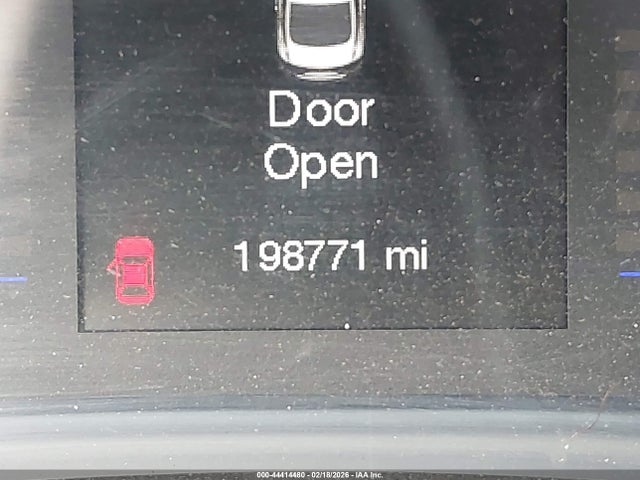 Door
Open
198771 mi
000-44414480 - 02/18/2026 - IAA Inc.